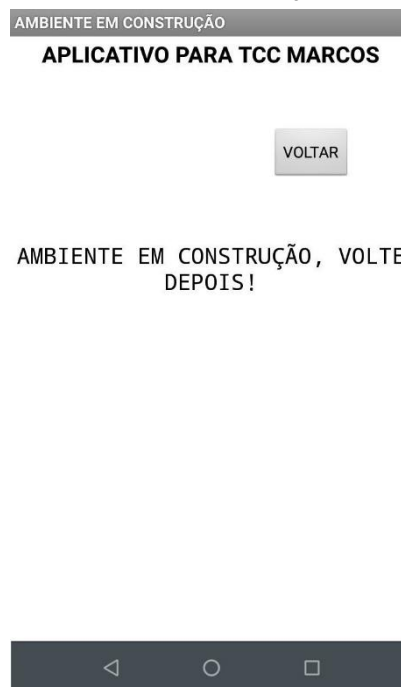 AMBIENTE EM CONSTRUÇÃO
APLICATIVO PARA TCC MARCOS
VOLTAR
AMBIENTE EM CONSTRUÇÃO, VOLTE
DEPOIS!